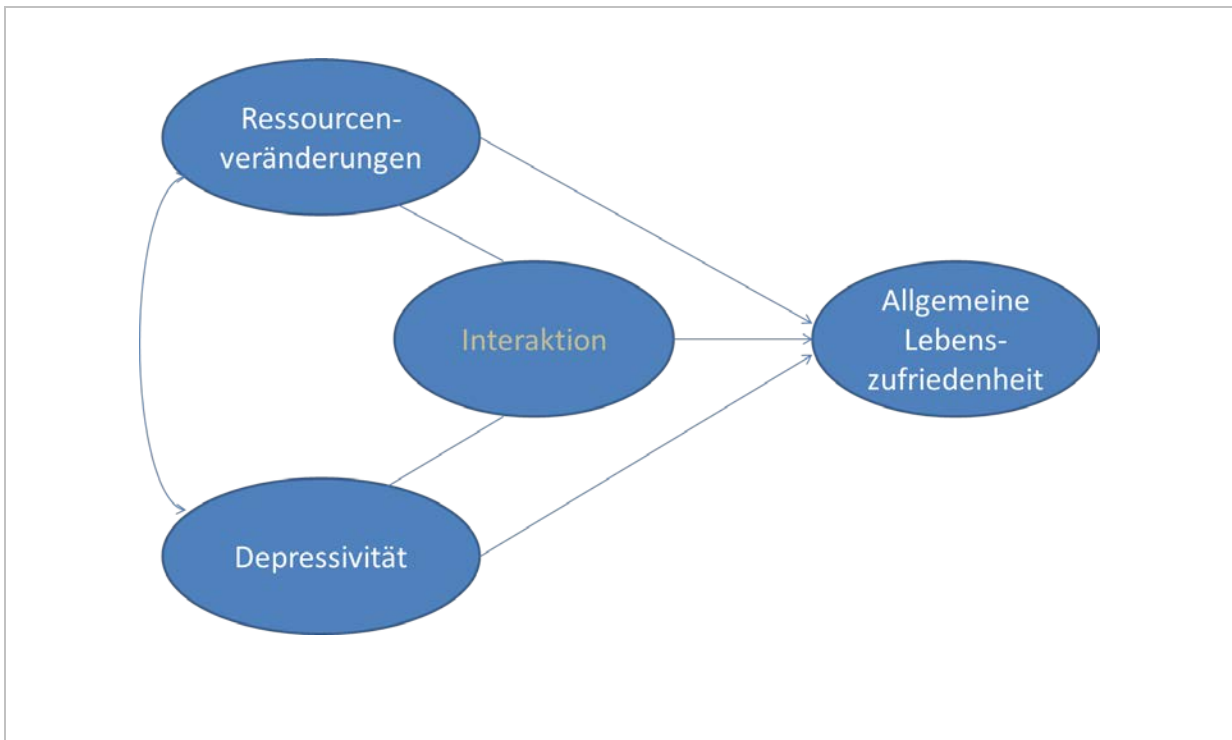 Ressourcen-
veränderungen
Interaktion
Allgemeine
Lebens-
zufriedenheit
Depressivität